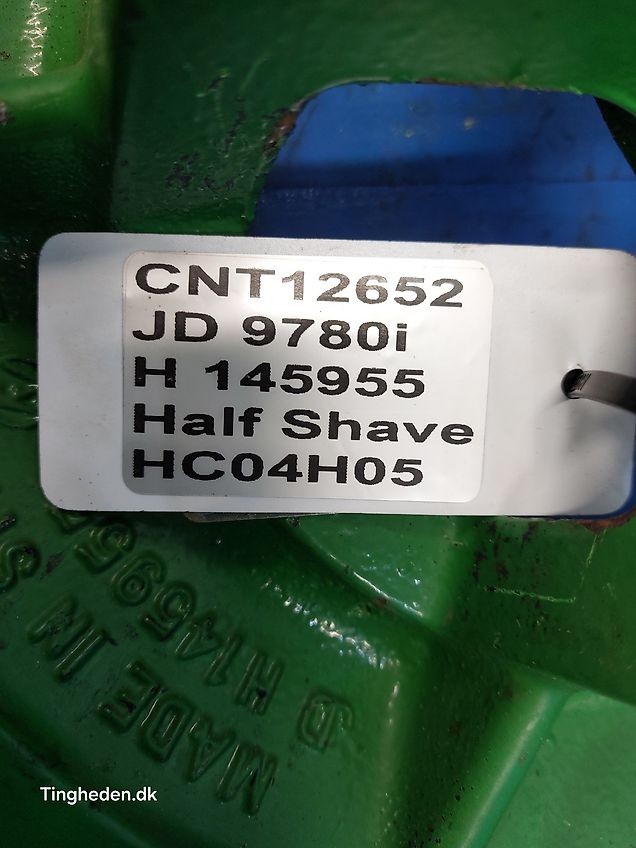 CNT12652
JD 9780i
H 145955
Half Shave
HC04H05
JD H145955
MADE IN
Tingheden.dk